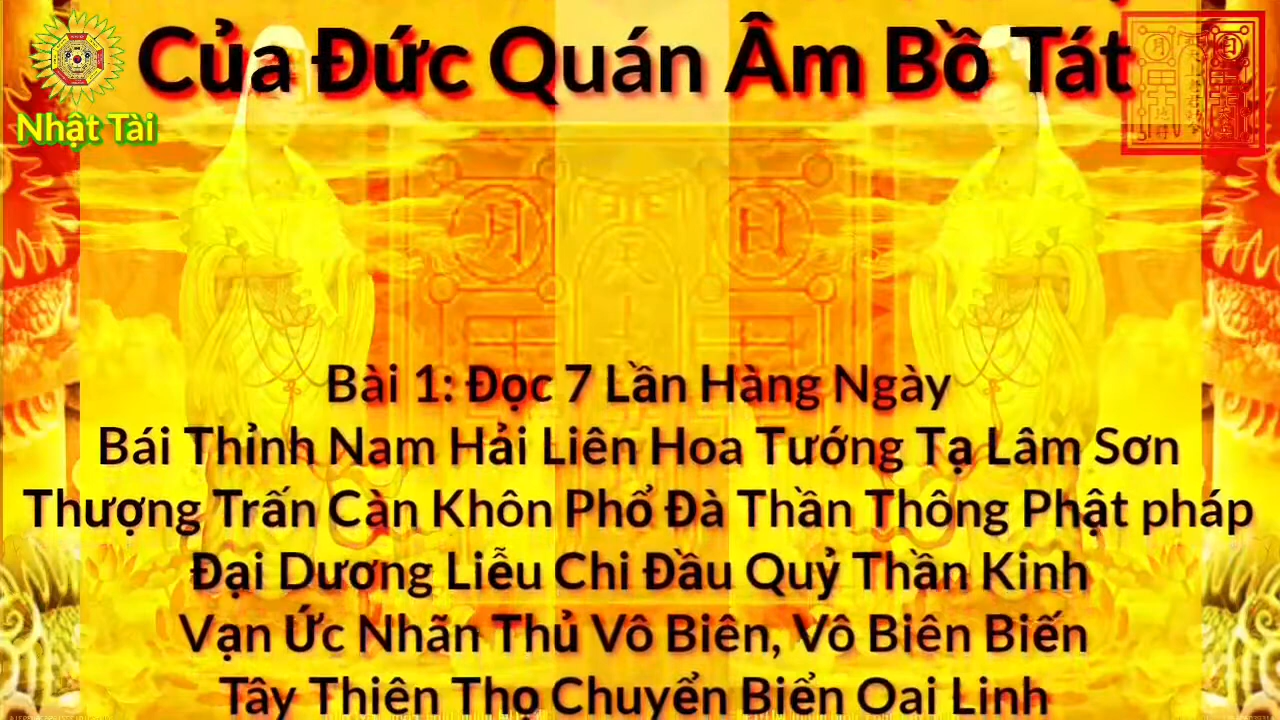 Của Đức Quán Âm Bồ Tát
Nhật Tài
月
月
Bài 1: Đọc 7 Lần Hàng Ngày
Bái Thỉnh Nam Hải Liên Hoa Tướng Tạ Lâm Sơn
Thượng Trấn Càn Khôn Phổ Đà Thần Thông Phật pháp
Đại Dương Liễu Chi Đầu Quỷ Thần Kinh
Vạn Ức Nhãn Thủ Vô Biên, Vô Biên Biến
Tây Thiên Thọ Chuyển Biển Oai Linh